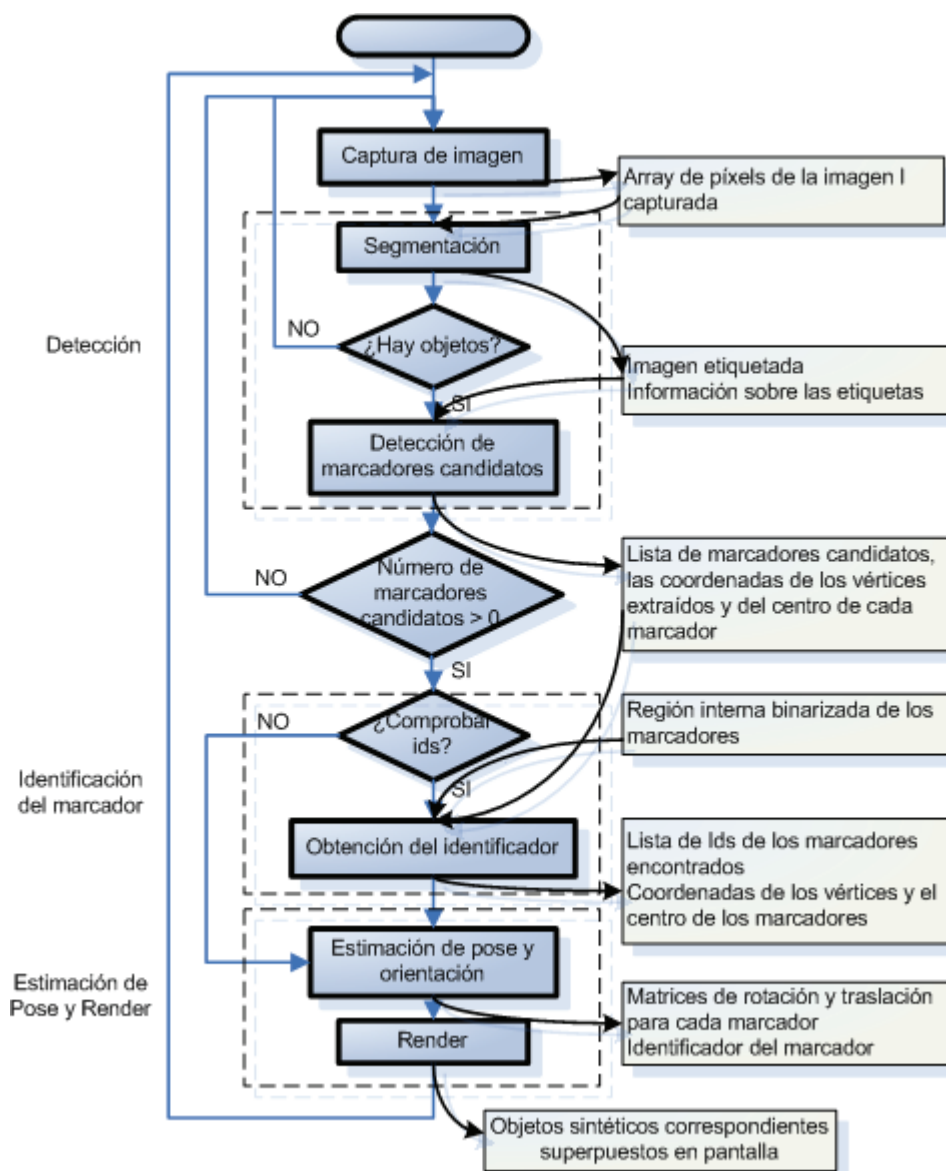 Captura de imagen
Array de píxels de la imagen I
capturada
Segmentación
Detección
NO
¿Hay objetos?
Imagen etiquetada
Información sobre las etiquetas
SI
Detección de
marcadores candidatos
NO
Número de
marcadores
candidatos > 0
Lista de marcadores candidatos,
las coordenadas de los vértices
extraídos y del centro de cada
marcador
SI
NO
¿Comprobar
ids?
Región interna binarizada de los
marcadores
Identificación
del marcador
SI
Obtención del identificador
Lista de Ids de los marcadores
encontrados
Coordenadas de los vértices y el
centro de los marcadores
Estimación de pose y
orientación
Estimación de
Pose y Render
Matrices de rotación y traslación
para cada marcador
Identificador del marcador
Render
Objetos sintéticos correspondientes
superpuestos en pantalla